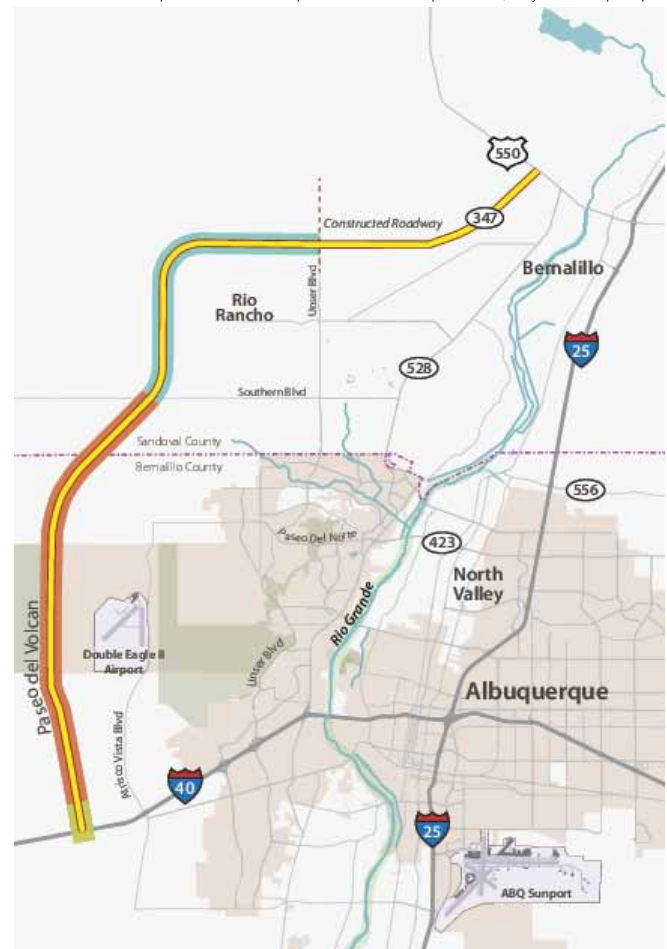 550
Constructed Roadway
347
Unser Blvd
Bernalillo
Rio
Rancho
25
528
Southern Blvd
Sandoval County
Bernalillo County
556
Paseo Del Norte
423
North
Valley
Rio Grande
Paseo del Volcan
Double Eagle II
Airport
Unser Blvd
Albuquerque
Atrisco Vista Blvd
40
25
ABQ Sunport